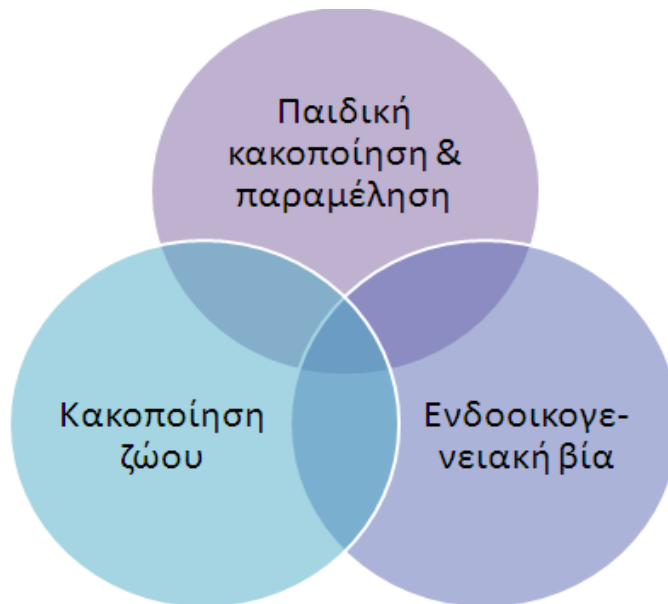 Παιδική
κακοποίηση &
παραμέληση
Κακοποίηση
ζώου
Ενδοοικογε-
νειακή βία